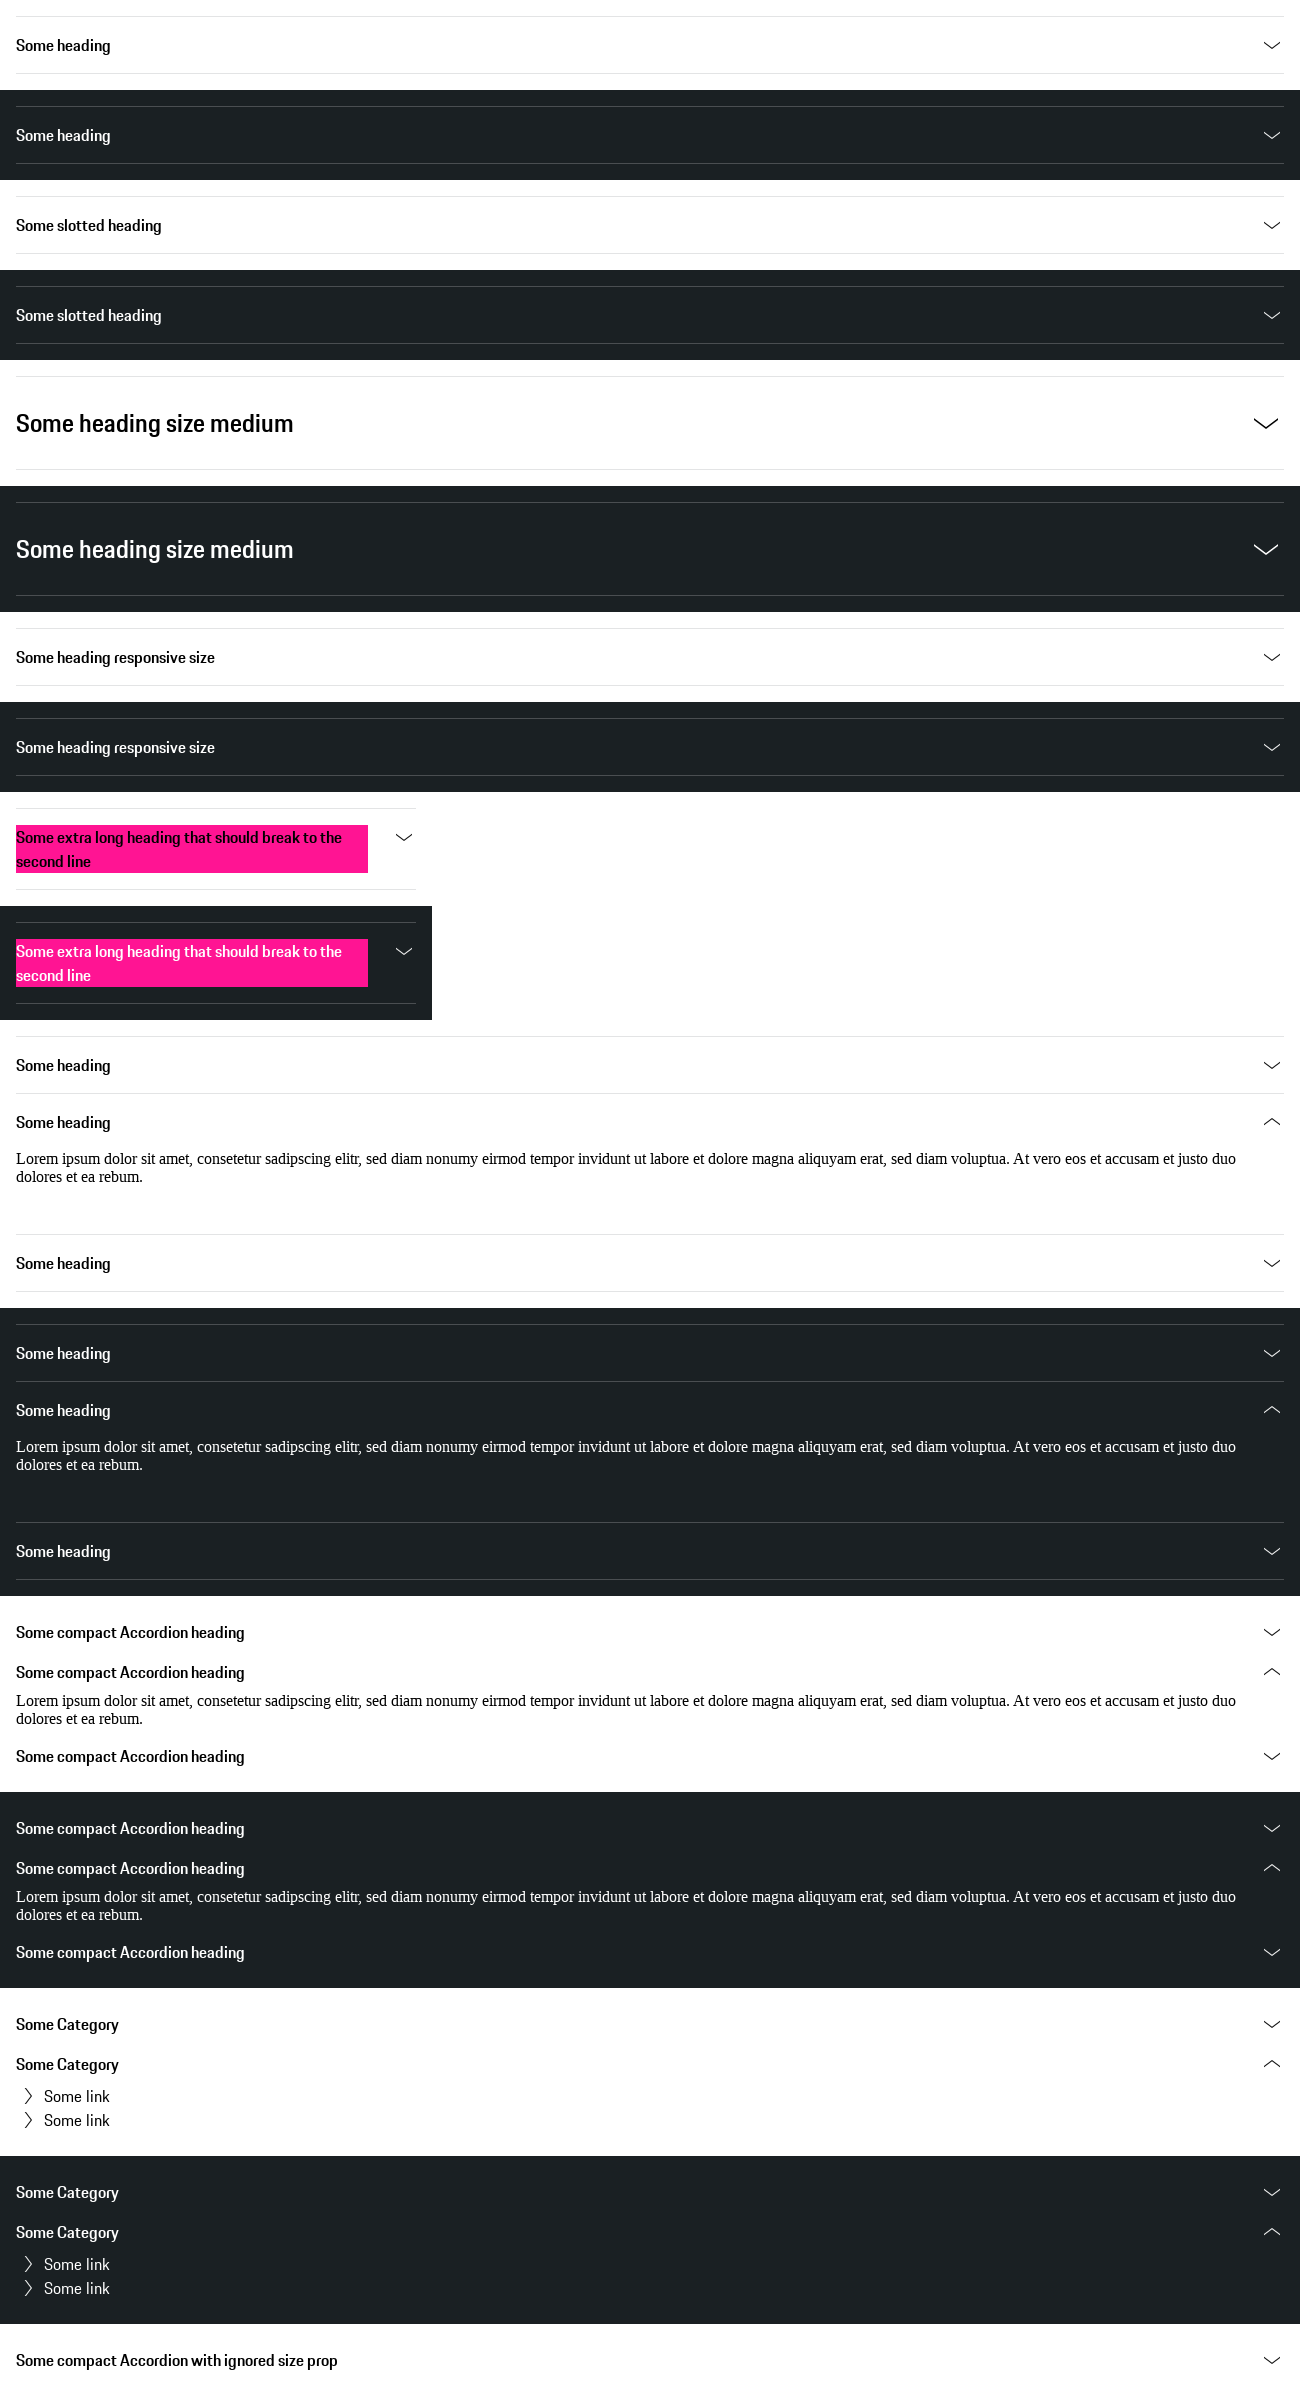 Some heading
Some heading
Some slotted heading
Some slotted heading
Some heading size medium
Some heading size medium
Some heading responsive size
Some heading responsive size
Some extra long heading that should break to the
second line
Some extra long heading that should break to the
second line
Some heading
Some heading
Lorem ipsum dolor sit amet, consetetur sadipscing elitr, sed diam nonumy eirmod tempor invidunt ut labore et dolore magna aliquyam erat, sed diam voluptua. At vero eos et accusam et justo duo
dolores et ea rebum.
Some heading
Some heading
Some heading
Lorem ipsum dolor sit amet, consetetur sadipscing elitr, sed diam nonumy eirmod tempor invidunt ut labore et dolore magna aliquyam erat, sed diam voluptua. At vero eos et accusam et justo duo
dolores et ea rebum.
Some heading
Some compact Accordion heading
Some compact Accordion heading
Lorem ipsum dolor sit amet, consetetur sadipscing elitr, sed diam nonumy eirmod tempor invidunt ut labore et dolore magna aliquyam erat, sed diam voluptua. At vero eos et accusam et justo duo
dolores et ea rebum.
Some compact Accordion heading
Some compact Accordion heading
Some compact Accordion heading
Lorem ipsum dolor sit amet, consetetur sadipscing elitr, sed diam nonumy eirmod tempor invidunt ut labore et dolore magna aliquyam erat, sed diam voluptua. At vero eos et accusam et justo duo
dolores et ea rebum.
Some compact Accordion heading
Some Category
Some Category
Some link
Some link
Some Category
Some Category
Some link
Some link
Some compact Accordion with ignored size prop